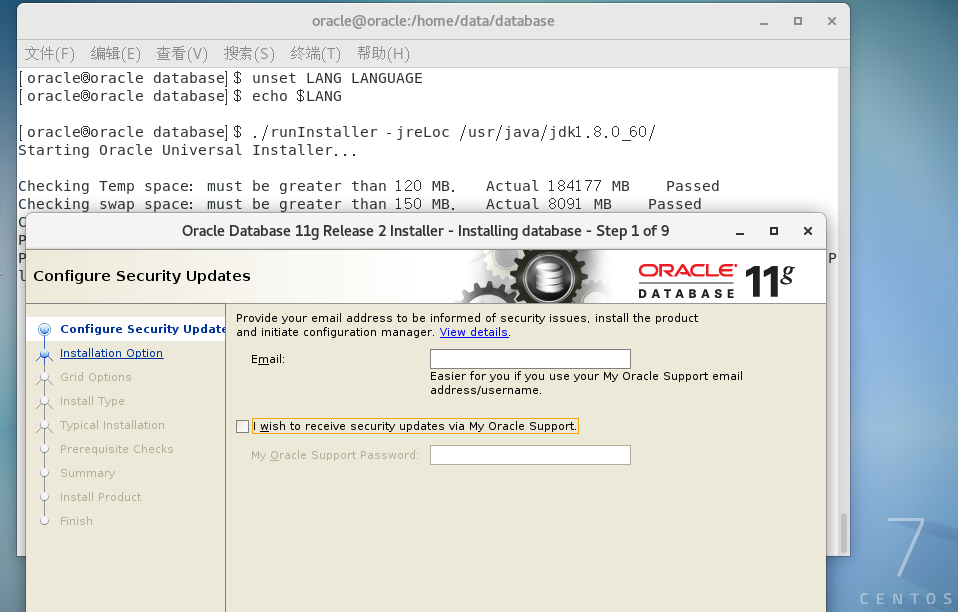 oracle@oracle:/home/data/database
文件(F) 编辑(E) 查看(V) 搜索(S) 终端(T) 帮助(H)
[oracle@oracle database]$ unset LANG LANGUAGE
[oracle@oracle database]$ echo $LANG
[oracle@oracle database]$ ./runInstaller -jreLoc /usr/java/jdk1.8.0_60/
Starting Oracle Universal Installer...
Checking Temp space: must be greater than 120 MB. Actual 184177 MB Passed
Checking swap space: must be greater than 150 MB. Actual 8091 MB Passed
Oracle Database 11g Release 2 Installer - Installing database - Step 1 of 9
Configure Security Updates
ORACLE
DATABASE 11g
Configure Security Update
Installation Option
Grid Options
Install Type
Typical Installation
Prerequisite Checks
Summary
Install Product
Finish
Provide your email address to be informed of security issues, install the product
and initiate configuration manager. View details.
Email:
Easier for you if you use your My Oracle Support email
address/username.
I wish to receive security updates via My Oracle Support.
My Oracle Support Password:
7
CENTOS